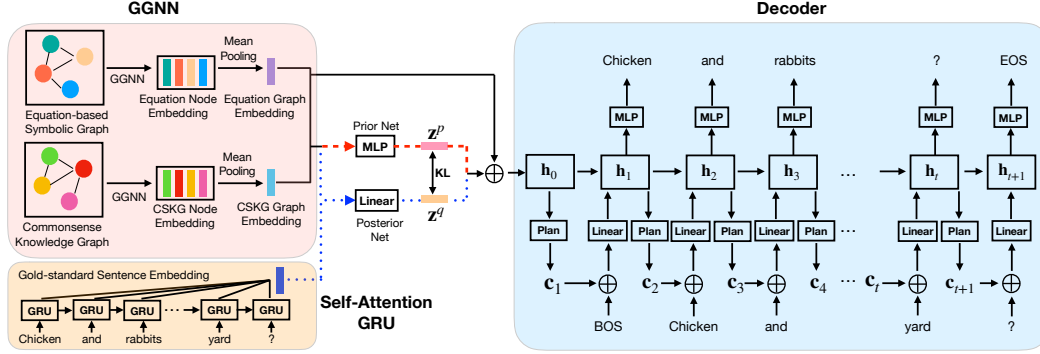 GGNN
Decoder
Equation-based
Symbolic Graph
GGNN
Equation Node
Embedding
Mean
Pooling
Equation Graph
Embedding
Commonsense
Knowledge Graph
GGNN
CSKG Node
Embedding
Mean
Pooling
CSKG Graph
Embedding
Prior Net
MLP
z^p
KL
Linear
z^q
Posterior
Net
Gold-standard Sentence Embedding
GRU GRU GRU ... GRU GRU
Chicken and rabbits yard ?
Self-Attention
GRU
Chicken and rabbits ? EOS
MLP MLP MLP MLP MLP
h_0 h_1 h_2 h_3 ... h_t h_{t+1}
Plan Linear Plan Linear Plan Linear Plan ... Linear Plan Linear
c_1 c_2 c_3 c_4 ... c_t c_{t+1}
BOS Chicken and yard ?